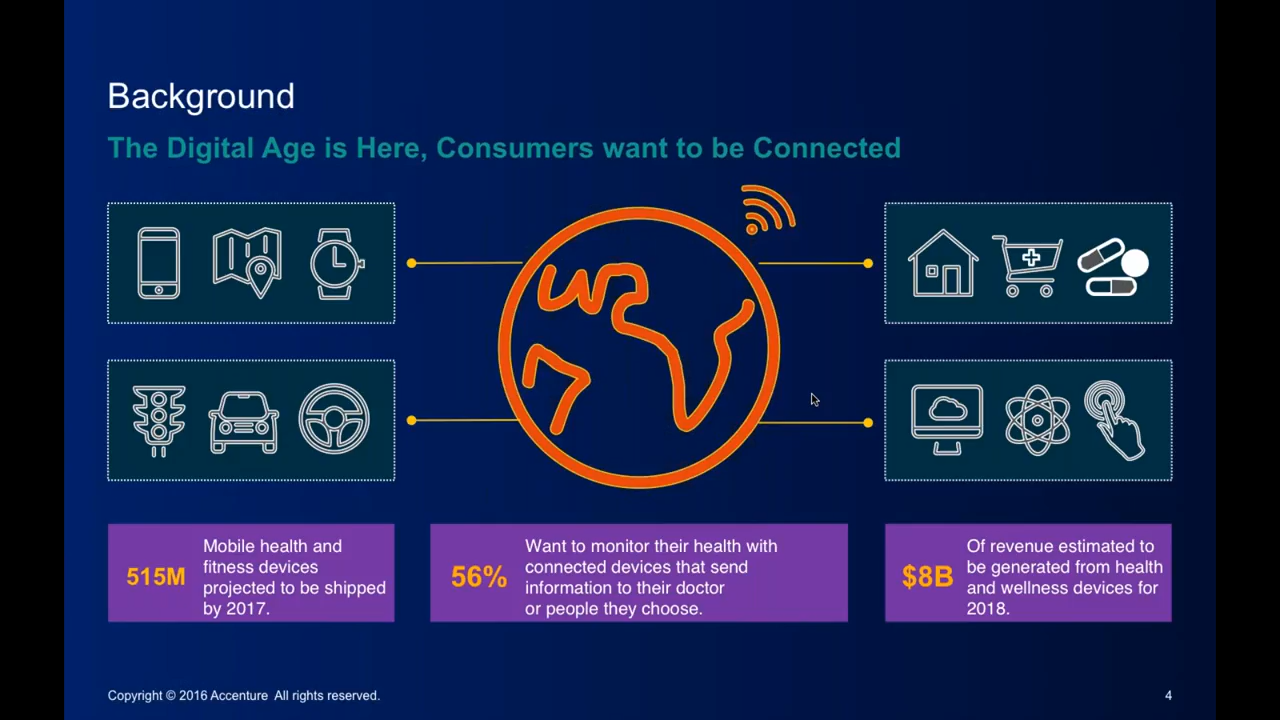 Background
The Digital Age is Here, Consumers want to be Connected
515M
Mobile health and
fitness devices
projected to be shipped
by 2017.
56%
Want to monitor their health with
connected devices that send
information to their doctor
or people they choose.
$8B
Of revenue estimated to
be generated from health
and wellness devices for
2018.
Copyright © 2016 Accenture All rights reserved.
4